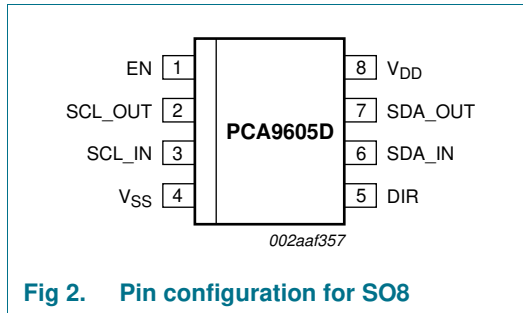 EN 1 8 VDD
SCL_OUT 2 7 SDA_OUT
PCA9605D
SCL_IN 3 6 SDA_IN
VSS 4 5 DIR
002aaf357
Fig 2. Pin configuration for SO8